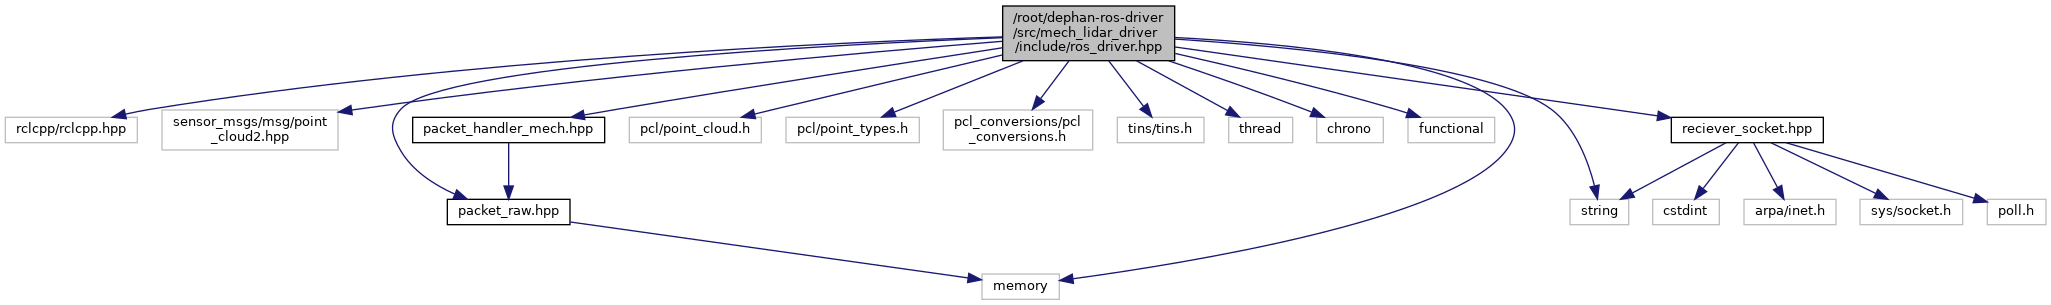 /root/dephan-ros-driver
/src/mech_lidar_driver
/include/ros_driver.hpp
rclcpp/rclcpp.hpp
sensor_msgs/msg/point
_cloud2.hpp
packet_handler_mech.hpp
pcl/point_cloud.h
pcl/point_types.h
pcl_conversions/pcl
_conversions.h
tins/tins.h
thread
chrono
functional
reciever_socket.hpp
packet_raw.hpp
string
cstdint
arpa/inet.h
sys/socket.h
poll.h
memory